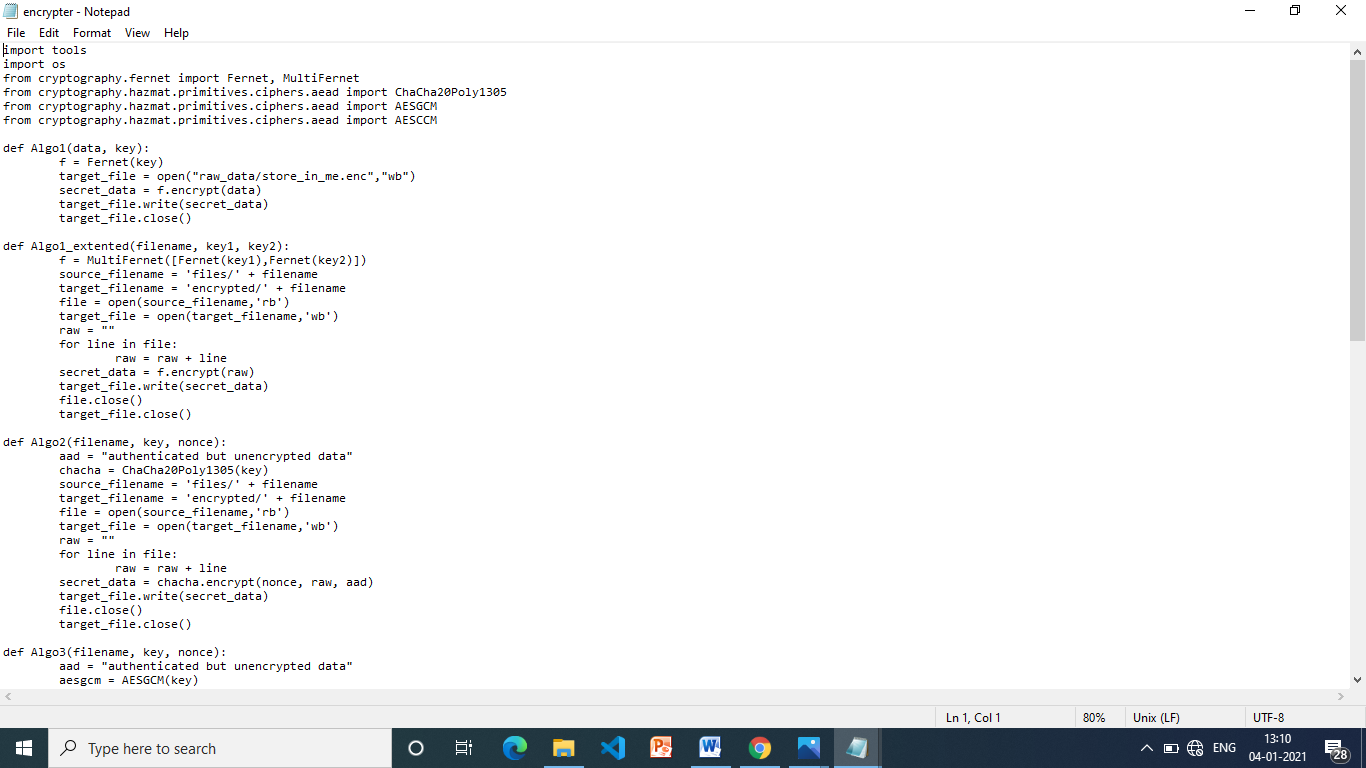 encrypter - Notepad
File Edit Format View Help
import tools
import os
from cryptography.fernet import Fernet, MultiFernet
from cryptography.hazmat.primitives.ciphers.aead import ChaCha20Poly1305
from cryptography.hazmat.primitives.ciphers.aead import AESGCM
from cryptography.hazmat.primitives.ciphers.aead import AESCCM

def Algo1(data, key):
        f = Fernet(key)
        target_file = open("raw_data/store_in_me.enc","wb")
        secret_data = f.encrypt(data)
        target_file.write(secret_data)
        target_file.close()

def Algo1_extented(filename, key1, key2):
        f = MultiFernet([Fernet(key1),Fernet(key2)])
        source_filename = 'files/' + filename
        target_filename = 'encrypted/' + filename
        file = open(source_filename,'rb')
        target_file = open(target_filename,'wb')
        raw = ""
        for line in file:
                raw = raw + line
        secret_data = f.encrypt(raw)
        target_file.write(secret_data)
        file.close()
        target_file.close()

def Algo2(filename, key, nonce):
        aad = "authenticated but unencrypted data"
        chacha = ChaCha20Poly1305(key)
        source_filename = 'files/' + filename
        target_filename = 'encrypted/' + filename
        file = open(source_filename,'rb')
        target_file = open(target_filename,'wb')
        raw = ""
        for line in file:
                raw = raw + line
        secret_data = chacha.encrypt(nonce, raw, aad)
        target_file.write(secret_data)
        file.close()
        target_file.close()

def Algo3(filename, key, nonce):
        aad = "authenticated but unencrypted data"
        aesgcm = AESGCM(key)
Ln 1, Col 1 80% Unix (LF) UTF-8
Type here to search
ENG
13:10
04-01-2021
28